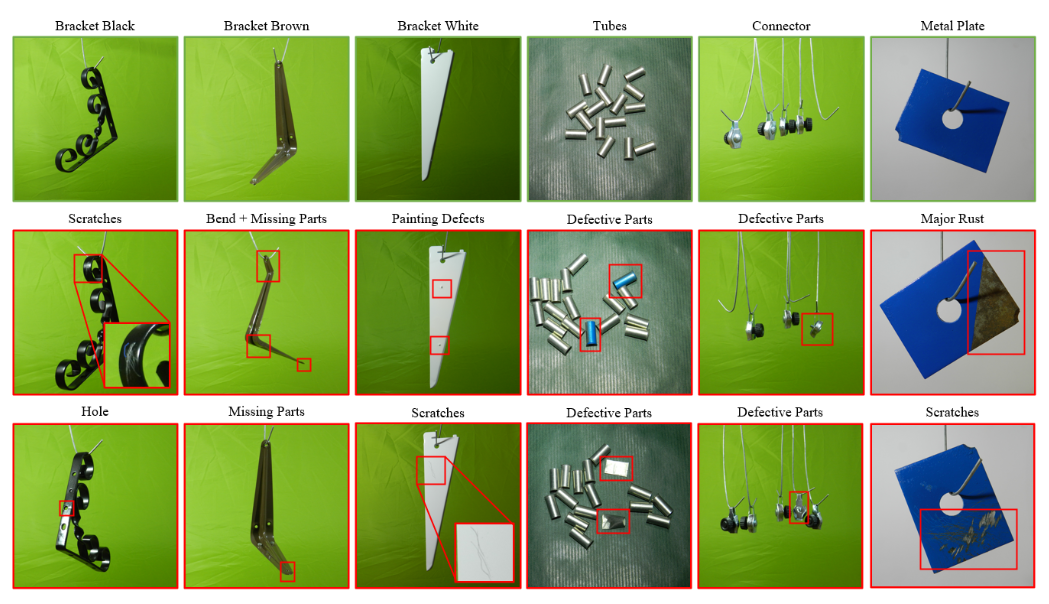 Bracket Black
Bracket Brown
Bracket White
Tubes
Connector
Metal Plate
Scratches
Bend + Missing Parts
Painting Defects
Defective Parts
Defective Parts
Major Rust
Hole
Missing Parts
Scratches
Defective Parts
Defective Parts
Scratches